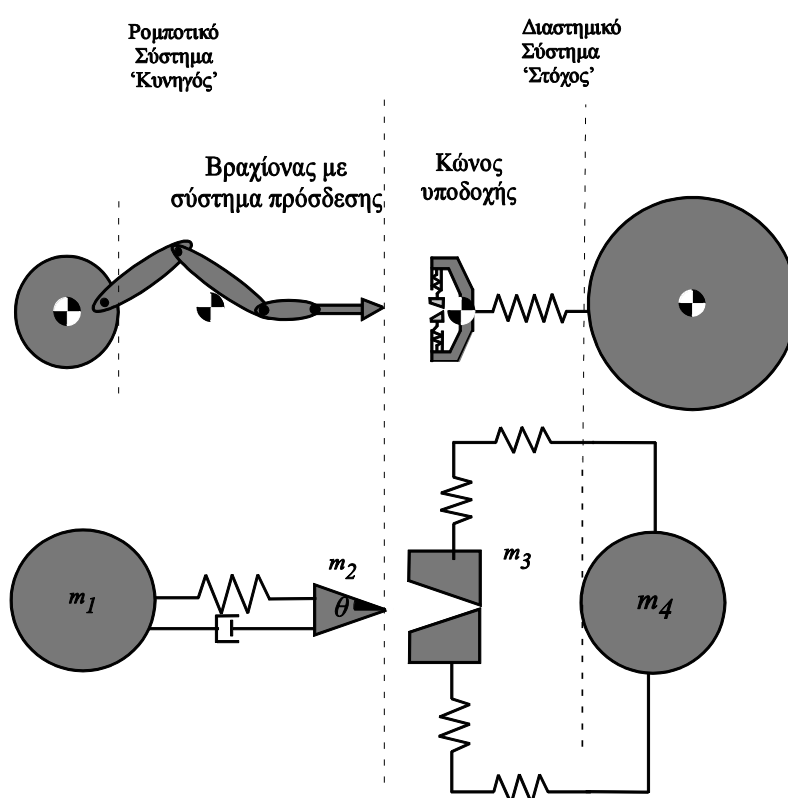 Ρομποτικό
Σύστημα
‘Κυνηγός’
Διαστημικό
Σύστημα
‘Στόχος’
Βραχίονας με
σύστημα πρόσδεσης
Κώνος
υποδοχής
m1
m2
θ
m3
m4